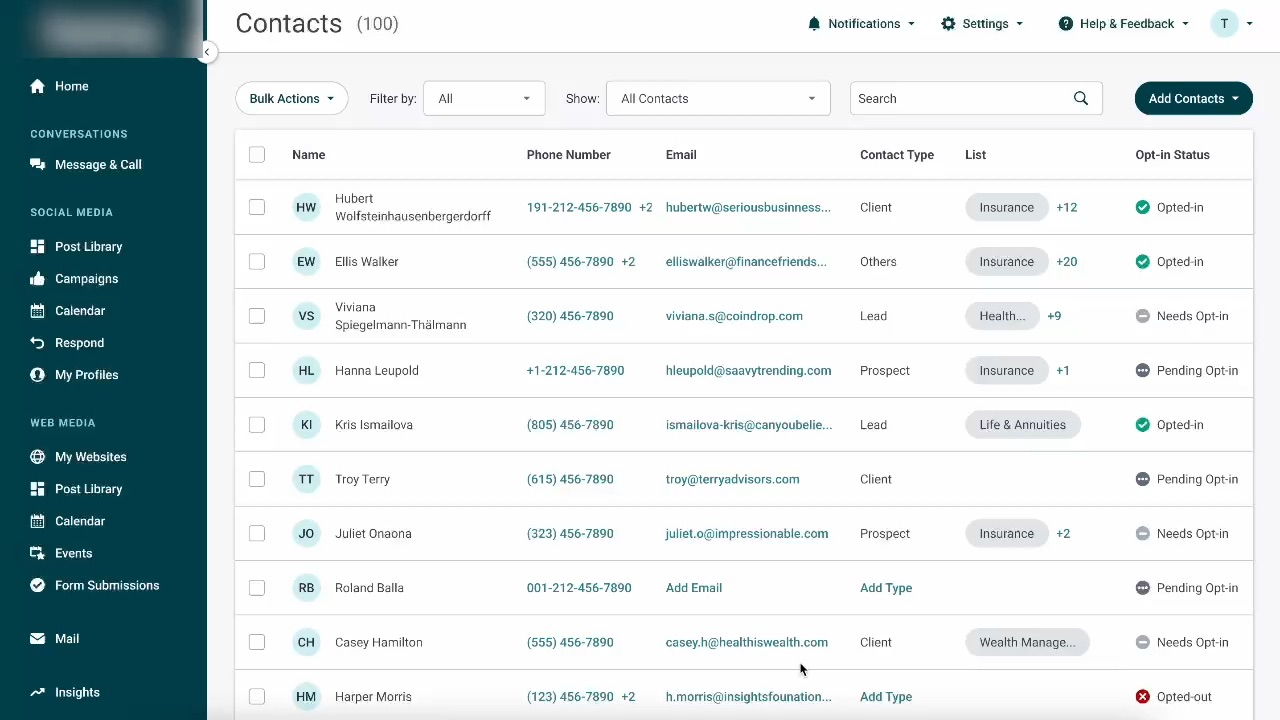 Contacts (100)
Notifications
Settings
Help & Feedback
T
Home
CONVERSATIONS
Message & Call
SOCIAL MEDIA
Post Library
Campaigns
Calendar
Respond
My Profiles
WEB MEDIA
My Websites
Post Library
Calendar
Events
Form Submissions
Mail
Insights
Bulk Actions Filter by: All Show: All Contacts Search Add Contacts
Name Phone Number Email Contact Type List Opt-in Status
HW Hubert
Wolfsteinhausenbergerdorff 191-212-456-7890 +2 hubertw@seriousbusinness... Client Insurance +12 Opted-in
EW Ellis Walker (555) 456-7890 +2 elliswalker@financefriends... Others Insurance +20 Opted-in
VS Viviana
Spiegelmann-Thälmann (320) 456-7890 viviana.s@coindrop.com Lead Health... +9 Needs Opt-in
HL Hanna Leupold +1-212-456-7890 hleupold@saavytrending.com Prospect Insurance +1 Pending Opt-in
KI Kris Ismailova (805) 456-7890 ismailova-kris@canyoubelie... Lead Life & Annuities Opted-in
TT Troy Terry (615) 456-7890 troy@terryadvisors.com Client Pending Opt-in
JO Juliet Onaona (323) 456-7890 juliet.o@impressionable.com Prospect Insurance +2 Needs Opt-in
RB Roland Balla 001-212-456-7890 Add Email Add Type Pending Opt-in
CH Casey Hamilton (555) 456-7890 casey.h@healthiswealth.com Client Wealth Manage... Needs Opt-in
HM Harper Morris (123) 456-7890 +2 h.morris@insightsfounation... Add Type Opted-out